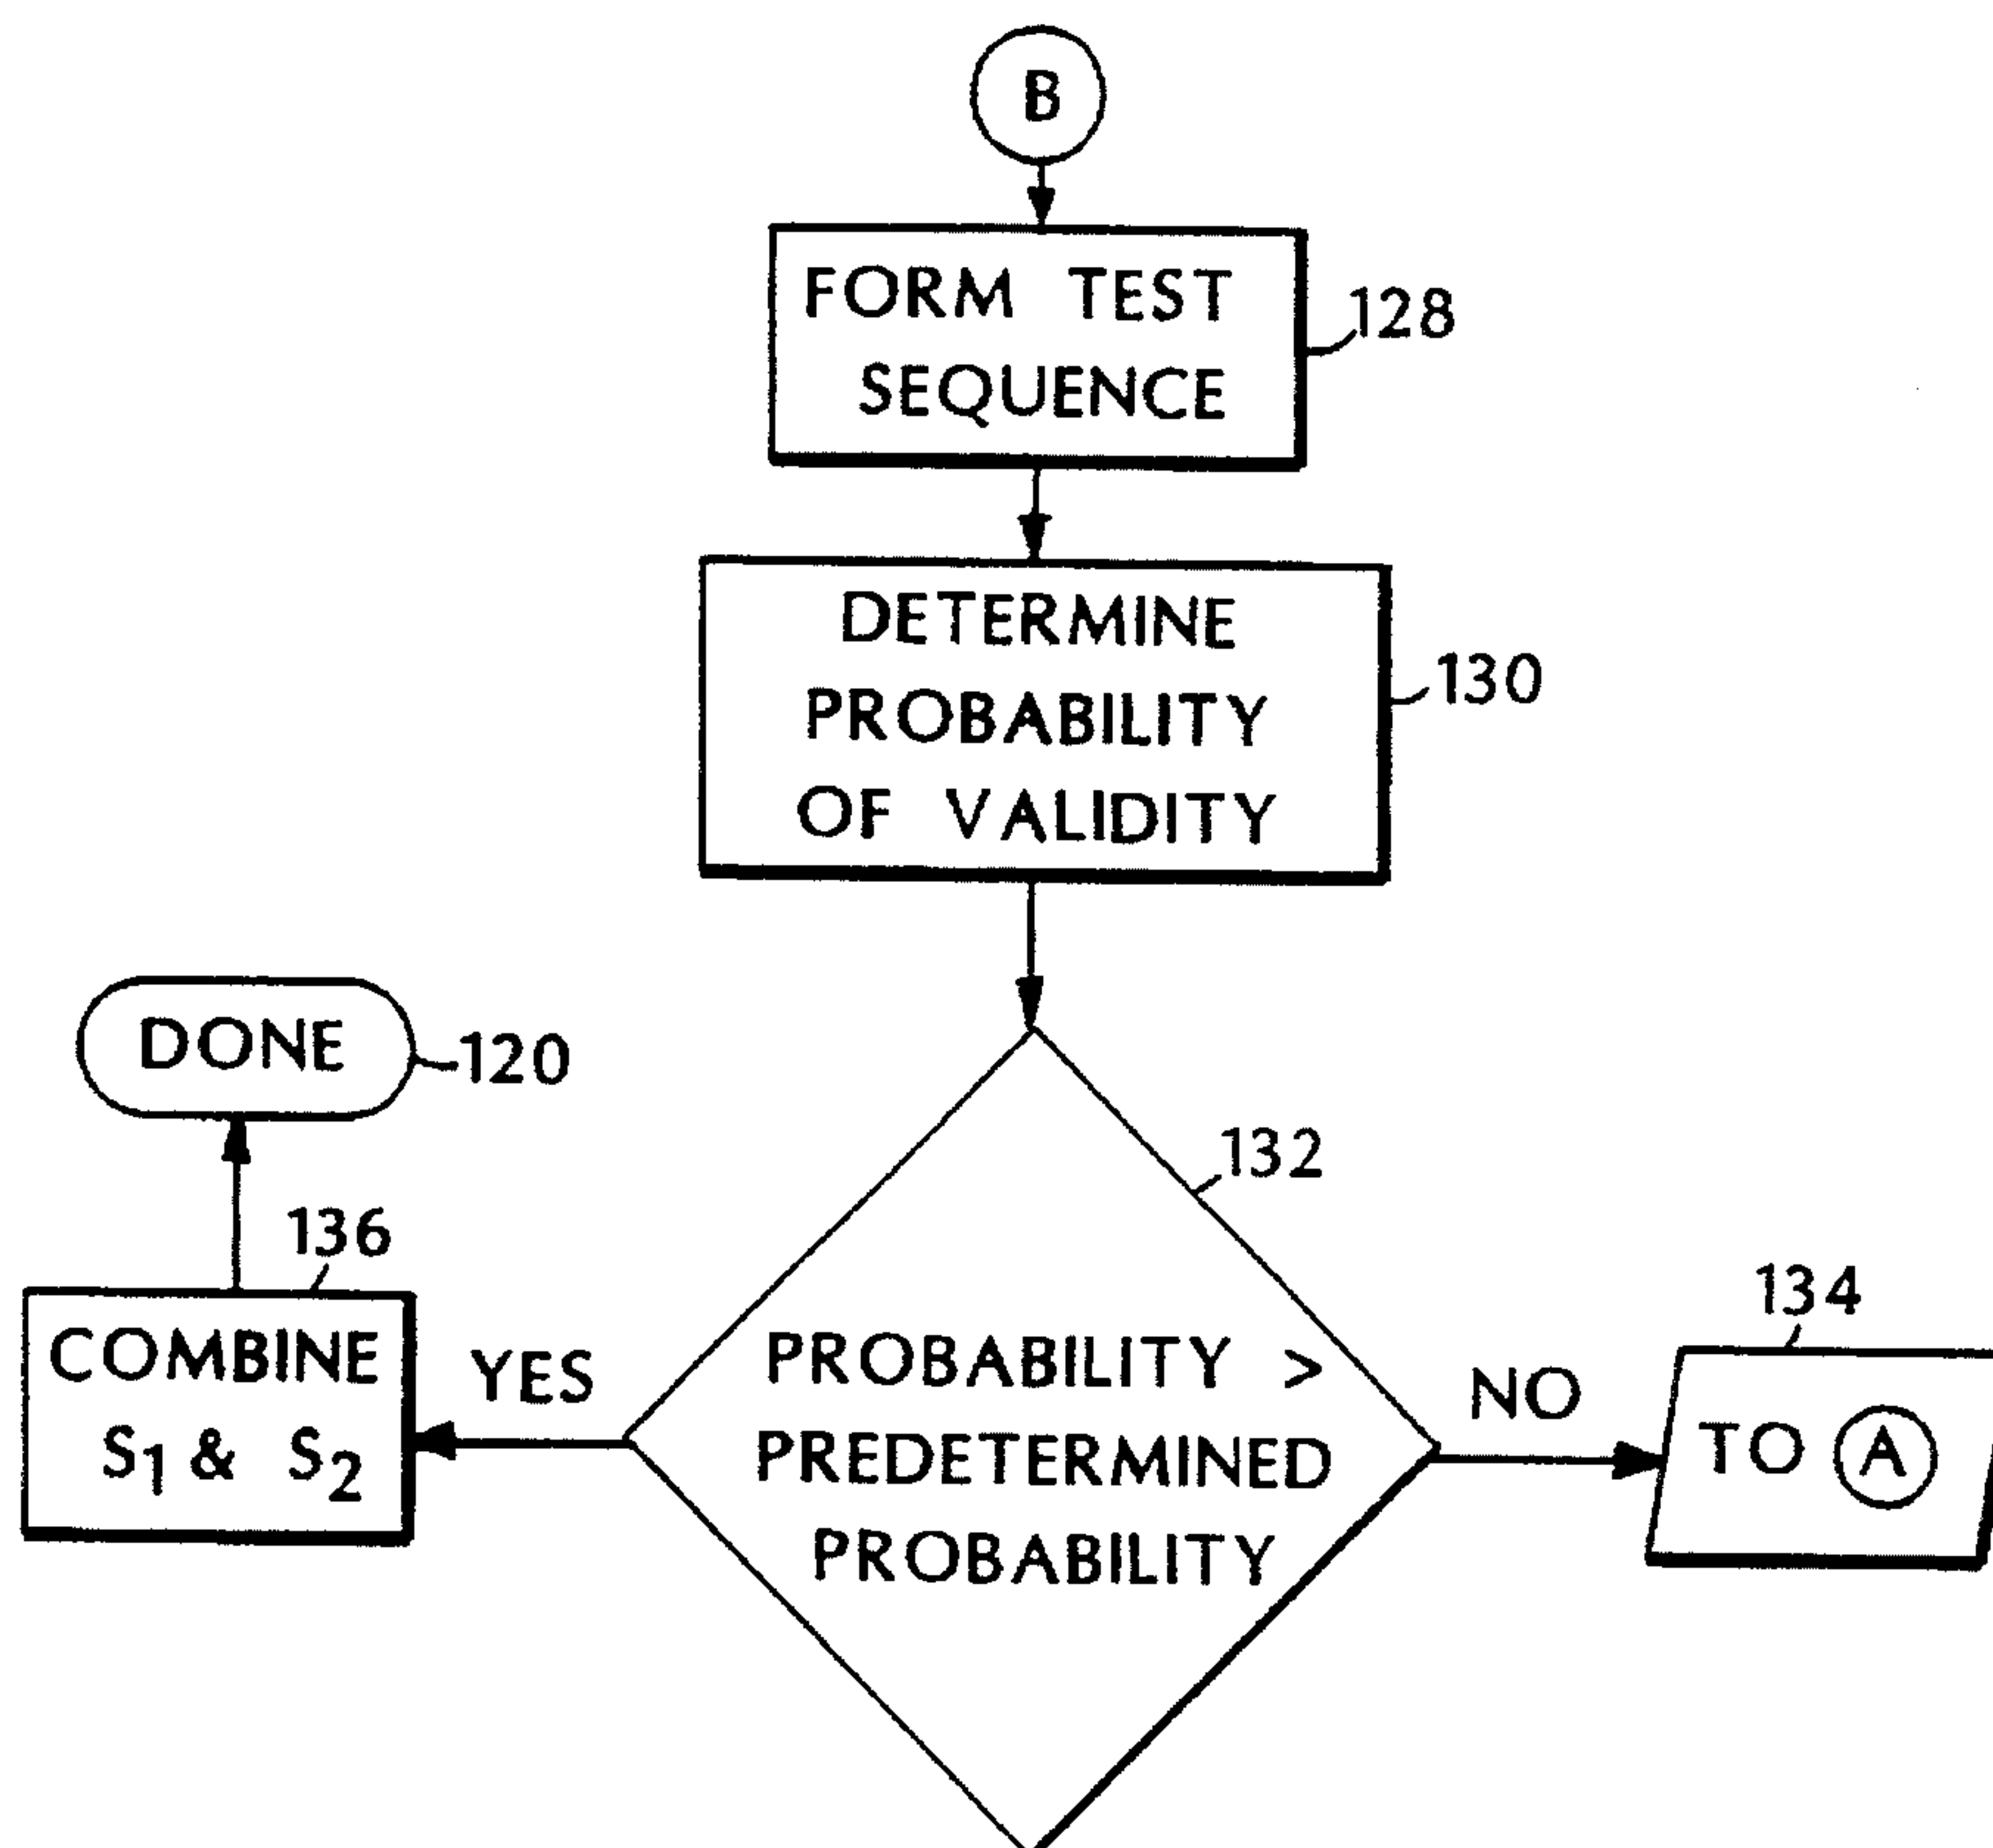 B
FORM TEST
SEQUENCE
128
DETERMINE
PROBABILITY
OF VALIDITY
130
DONE
120
132
136
COMBINE
S1 & S2
YES
PROBABILITY >
PREDETERMINED
PROBABILITY
NO
134
TO A